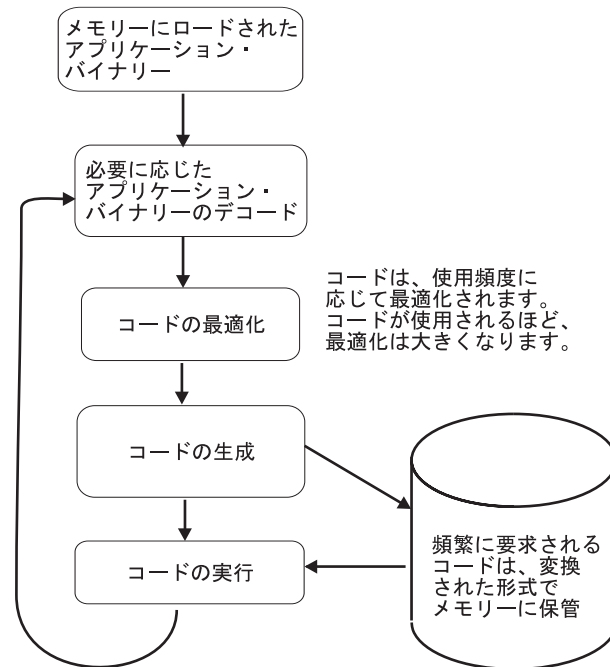 メモリーにロードされた
アプリケーション・
バイナリー
必要に応じた
アプリケーション・
バイナリーのデコード
コードは、使用頻度に
応じて最適化されます。
コードが使用されるほど、
最適化は大きくなります。
コードの最適化
コードの生成
頻繁に要求される
コードは、変換
された形式で
メモリーに保管
コードの実行